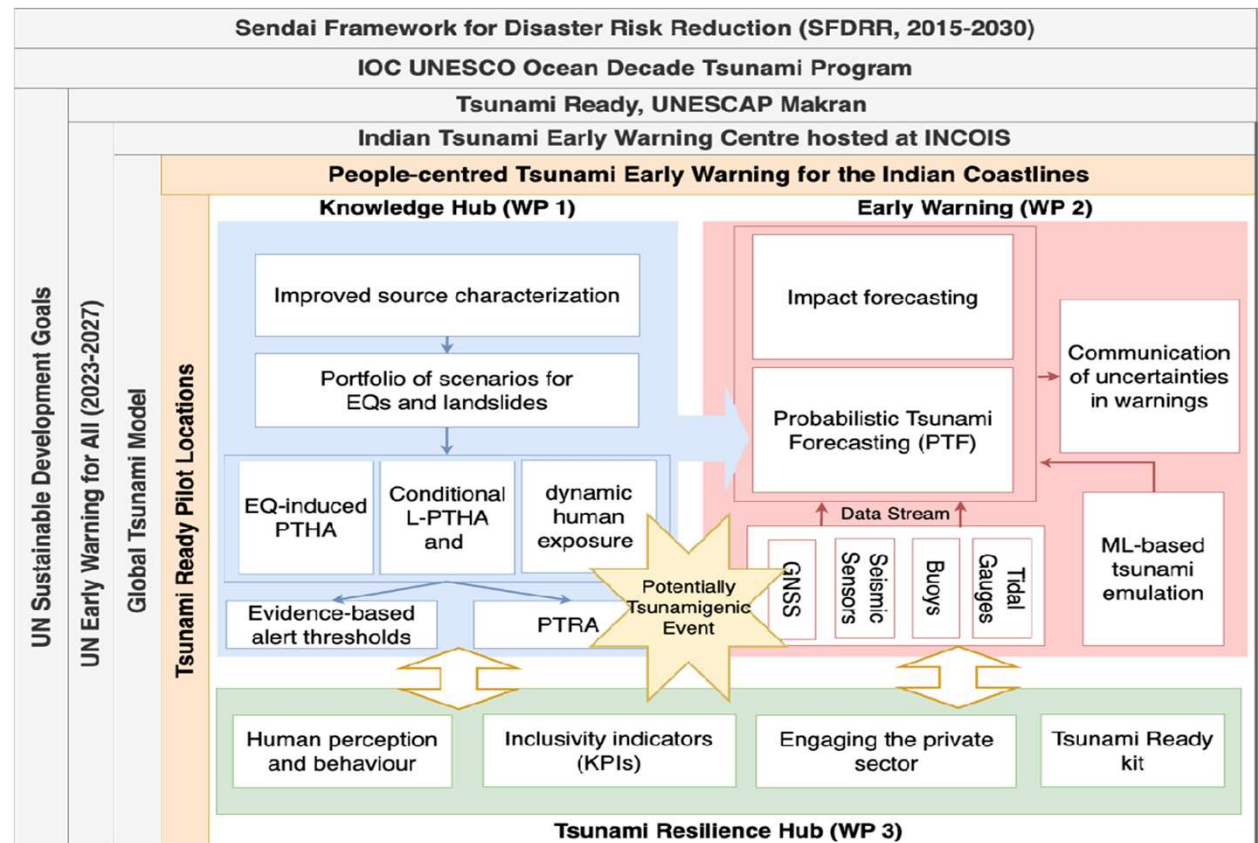 Sendai Framework for Disaster Risk Reduction (SFDRR, 2015-2030)
IOC UNESCO Ocean Decade Tsunami Program
Tsunami Ready, UNESCAP Makran
Indian Tsunami Early Warning Centre hosted at INCOIS
People-centred Tsunami Early Warning for the Indian Coastlines
UN Sustainable Development Goals
UN Early Warning for All (2023-2027)
Global Tsunami Model
Tsunami Ready Pilot Locations
Knowledge Hub (WP 1)
Improved source characterization
Portfolio of scenarios for
EQs and landslides
EQ-induced
PTHA
Conditional
L-PTHA
and
dynamic
human
exposure
Evidence-based
alert thresholds
PTRA
Potentially
Tsunamigenic
Event
Early Warning (WP 2)
Impact forecasting
Probabilistic Tsunami
Forecasting (PTF)
Communication
of uncertainties
in warnings
Data Stream
GNSS
Seismic
Sensors
Buoys
Tidal
Gauges
ML-based
tsunami
emulation
Human perception
and behaviour
Inclusivity indicators
(KPIs)
Engaging the private
sector
Tsunami Ready
kit
Tsunami Resilience Hub (WP 3)